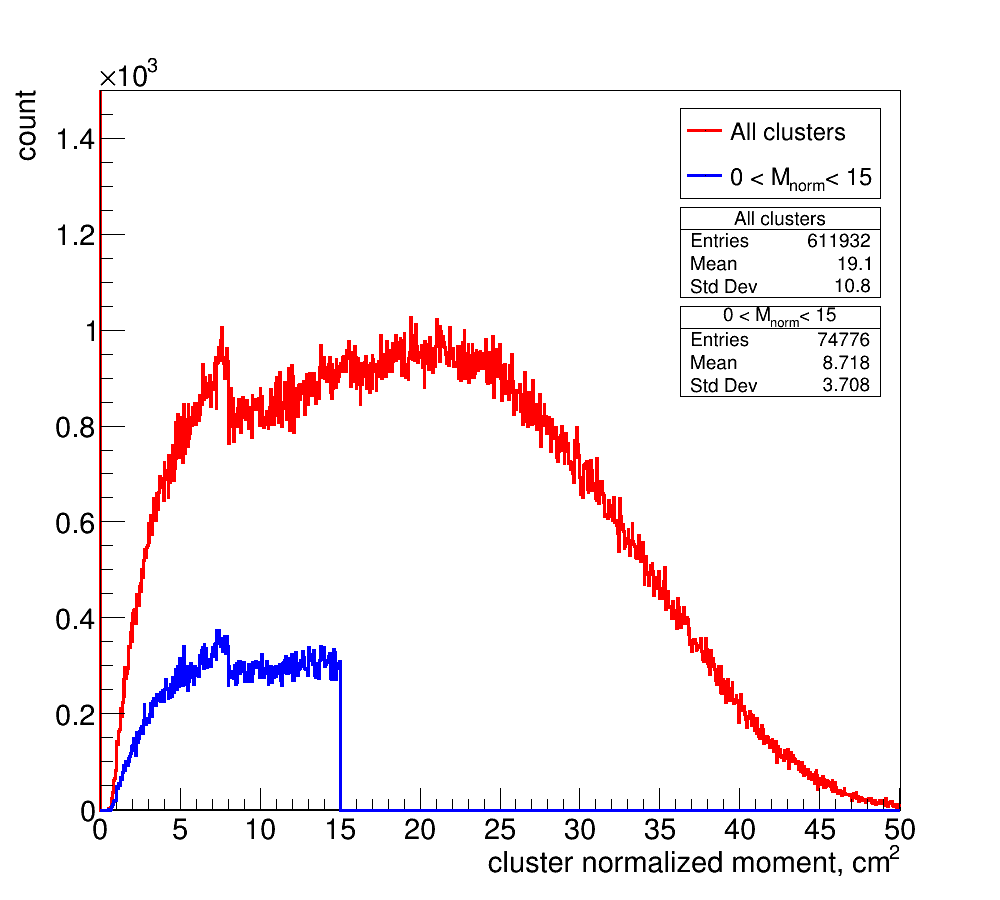 ×10³
count
1.4
1.2
1
0.8
0.6
0.4
0.2
0
0 5 10 15 20 25 30 35 40 45 50
cluster normalized moment, cm²
All clusters
0 < Mnorm< 15
All clusters
Entries 611932
Mean 19.1
Std Dev 10.8
0 < Mnorm< 15
Entries 74776
Mean 8.718
Std Dev 3.708